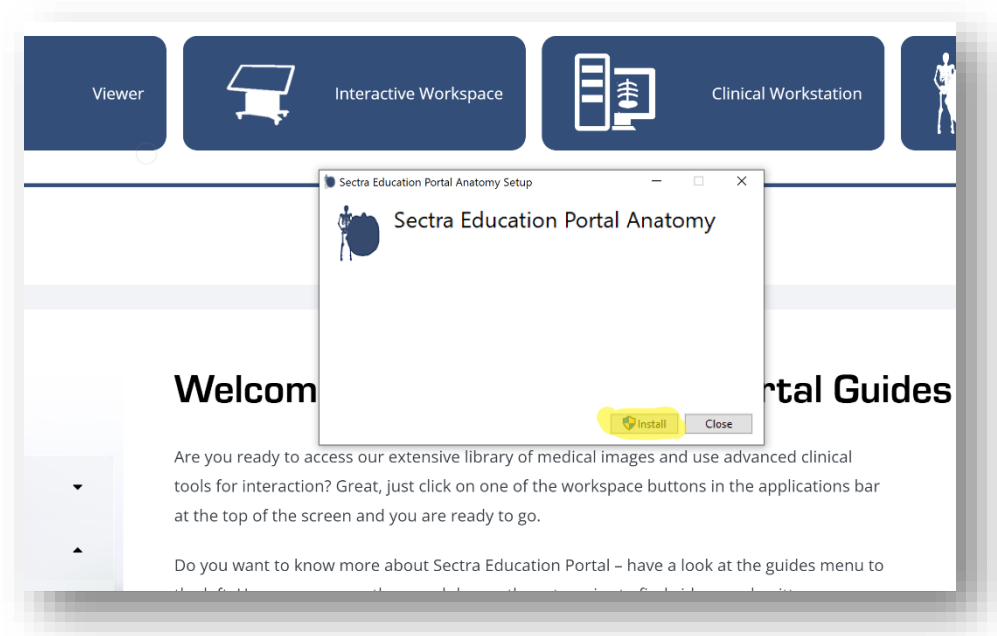 Viewer
Interactive Workspace
Clinical Workstation
Sectra Education Portal Anatomy Setup
Sectra Education Portal Anatomy
Install
Close
Welcom
rtal Guides
Are you ready to access our extensive library of medical images and use advanced clinical
tools for interaction? Great, just click on one of the workspace buttons in the applications bar
at the top of the screen and you are ready to go.
Do you want to know more about Sectra Education Portal – have a look at the guides menu to